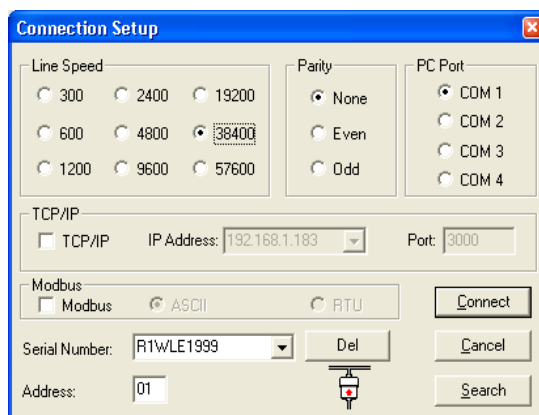 Connection Setup
Line Speed
Parity
PC Port
300
2400
19200
None
COM 1
600
4800
38400
Even
COM 2
1200
9600
57600
Odd
COM 3
COM 4
TCP/IP
TCP/IP
IP Address:
192.168.1.183
Port:
3000
Modbus
Modbus
ASCII
RTU
Connect
Serial Number:
R1WLE1999
Del
Cancel
Address:
01
Search